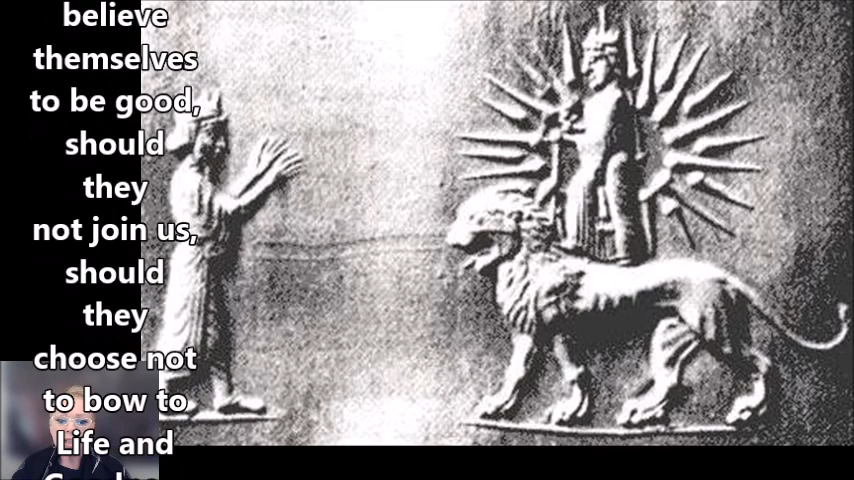 believe
themselves
to be good,
should
they
not join us,
should
they
choose not
to bow to
Life and